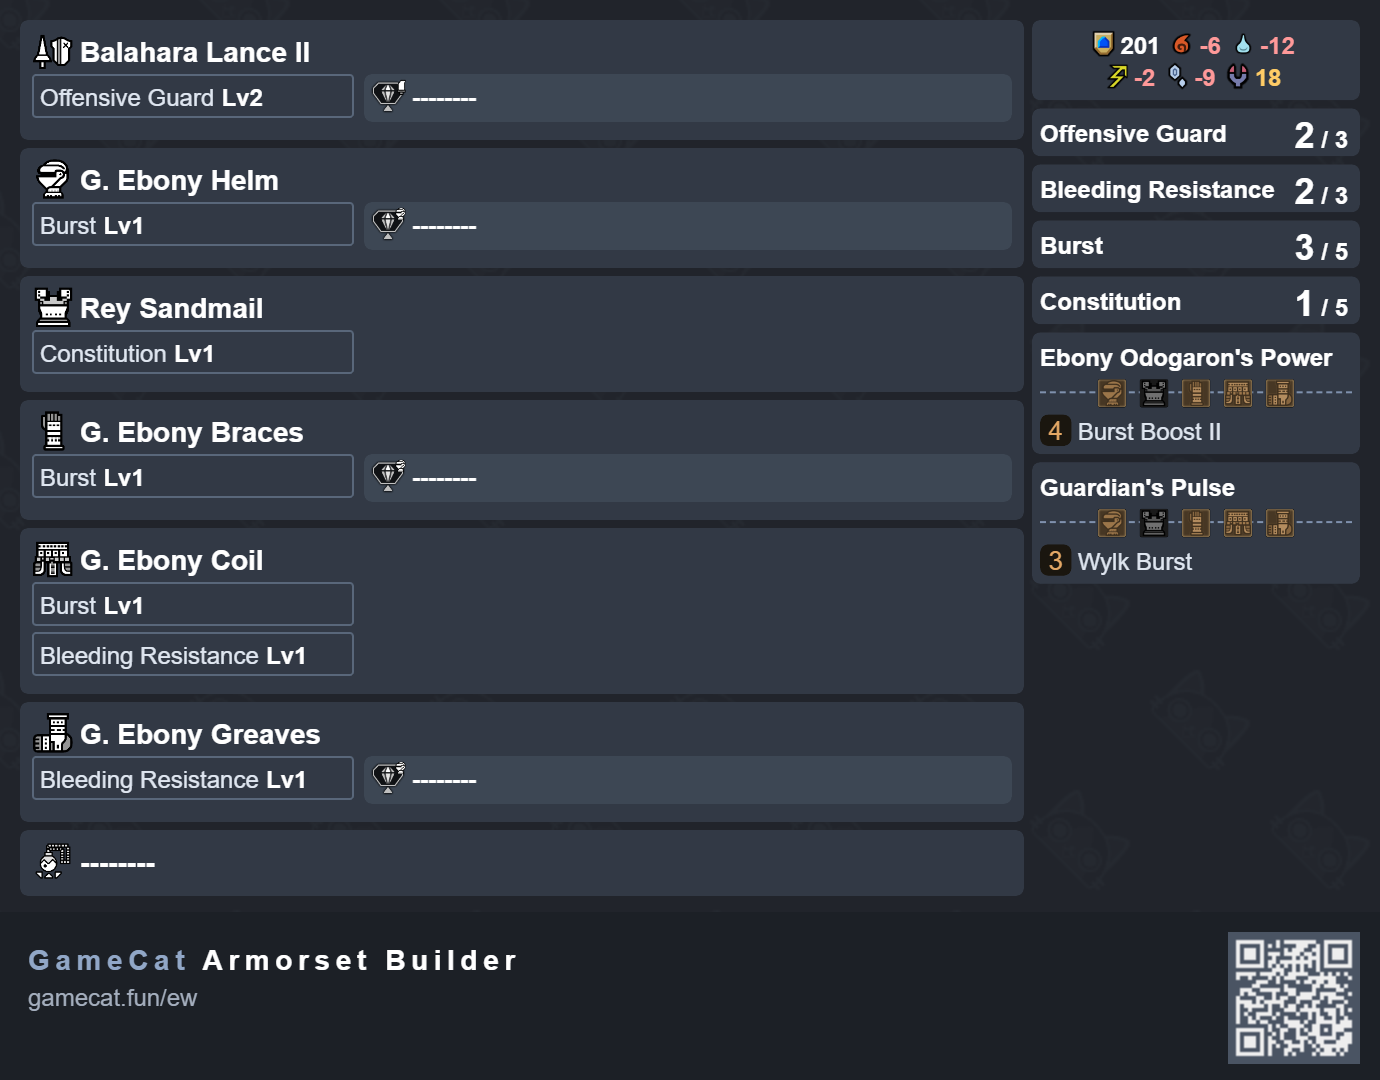 Balahara Lance II
Offensive Guard Lv2 --------
G. Ebony Helm
Burst Lv1 --------
Rey Sandmail
Constitution Lv1
G. Ebony Braces
Burst Lv1 --------
G. Ebony Coil
Burst Lv1
Bleeding Resistance Lv1
G. Ebony Greaves
Bleeding Resistance Lv1 --------
--------
201 -6 -12
-2 -9 18
Offensive Guard 2 / 3
Bleeding Resistance 2 / 3
Burst 3 / 5
Constitution 1 / 5
Ebony Odogaron's Power
4 Burst Boost II
Guardian's Pulse
3 Wylk Burst
GameCat Armorset Builder
gamecat.fun/ew